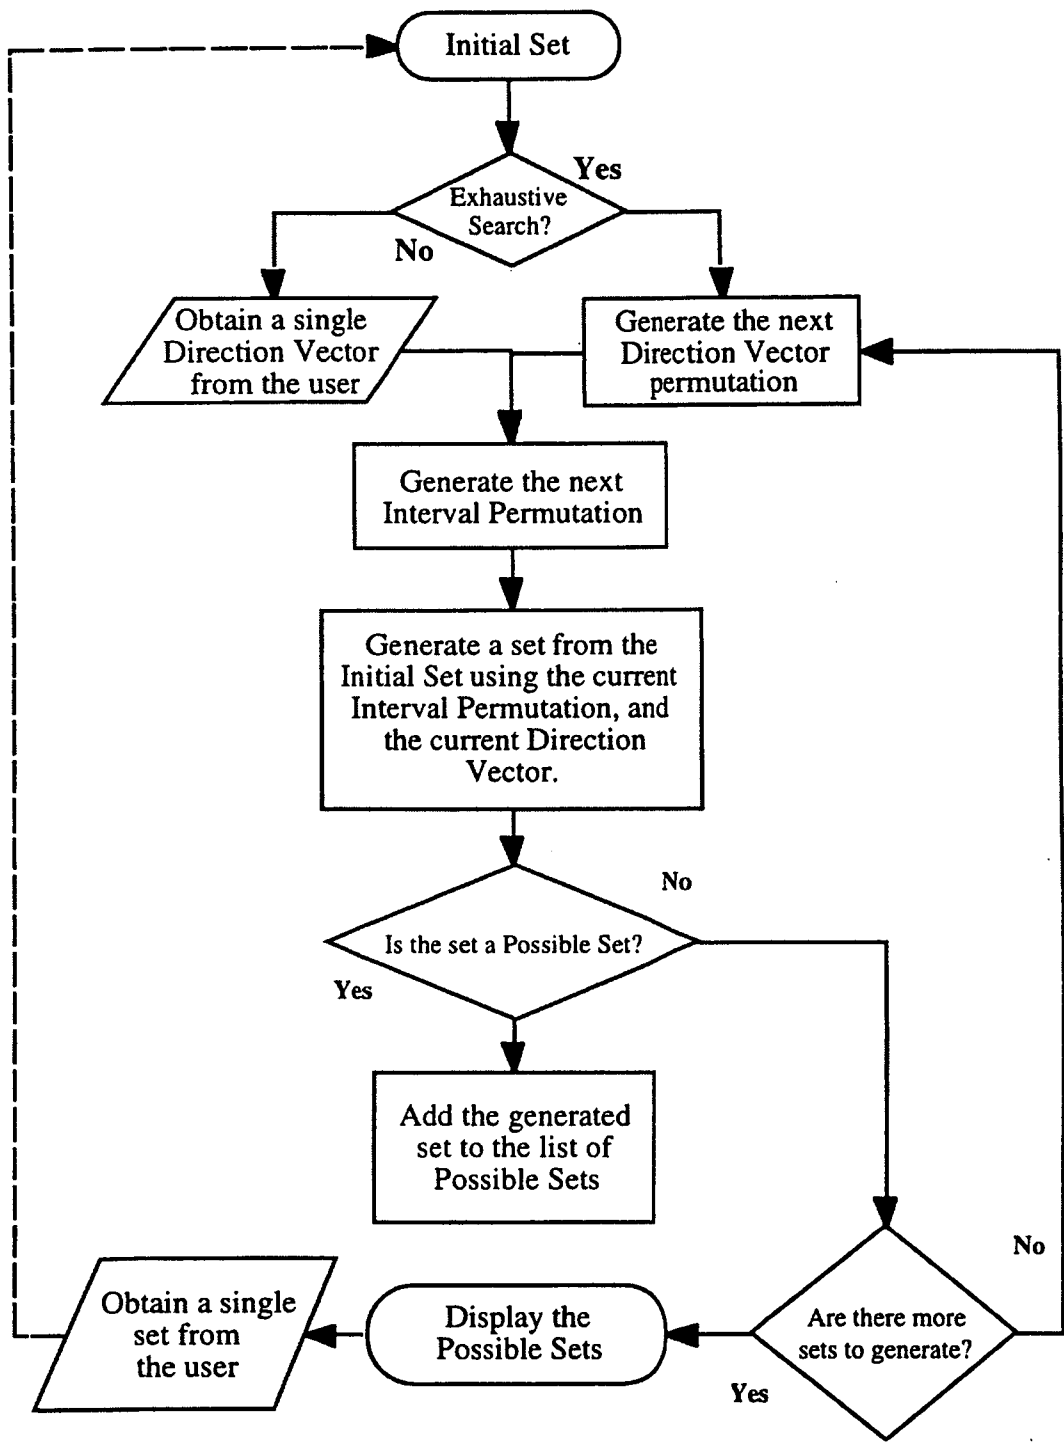 Initial Set
Yes
Exhaustive
Search?
No
Obtain a single
Direction Vector
from the user
Generate the next
Direction Vector
permutation
Generate the next
Interval Permutation
Generate a set from the
Initial Set using the current
Interval Permutation, and
the current Direction
Vector.
No
Is the set a Possible Set?
Yes
Add the generated
set to the list of
Possible Sets
No
Obtain a single
set from
the user
Display the
Possible Sets
Are there more
sets to generate?
Yes